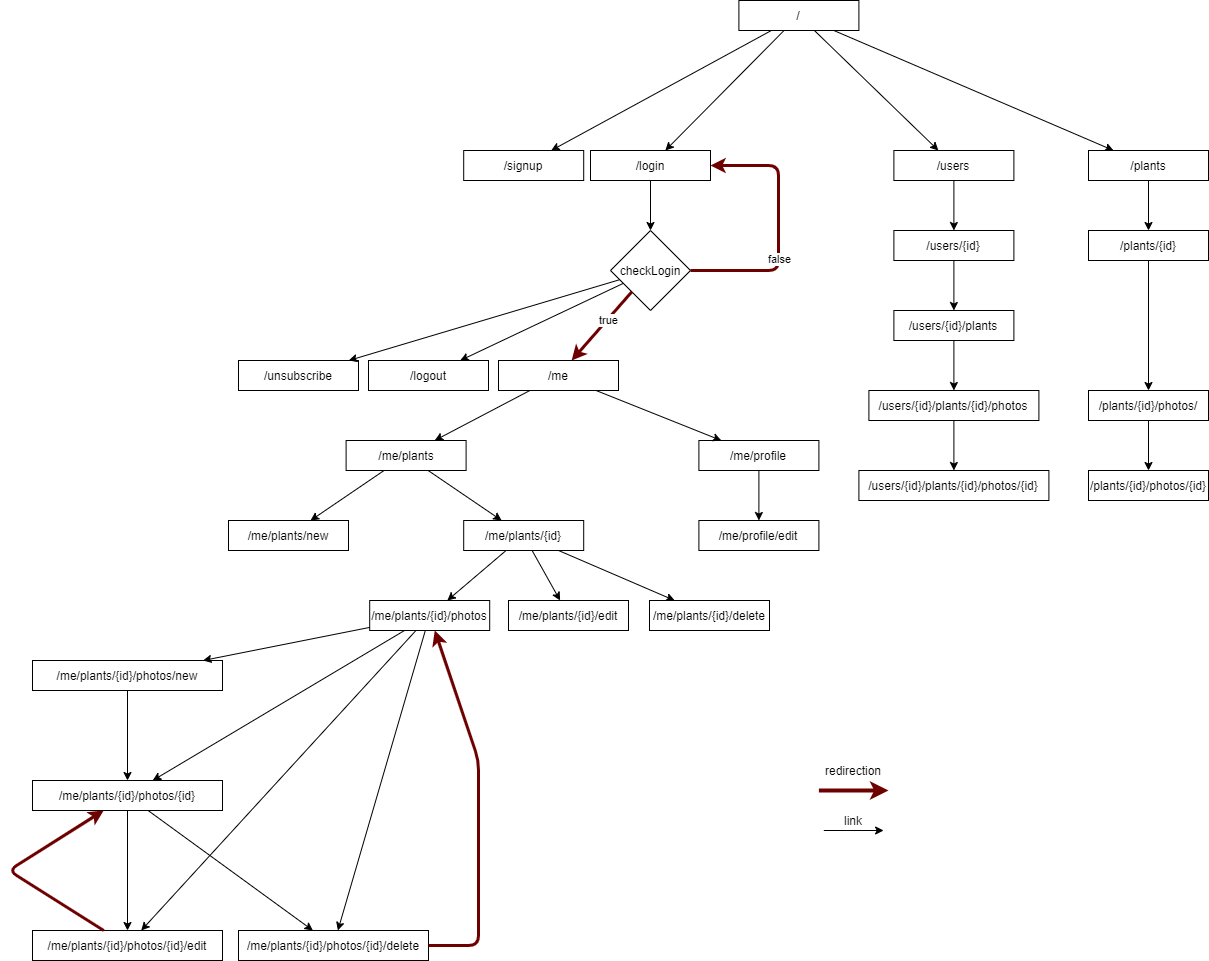 /
/signup
/login
/users
/plants
/users/{id}
/plants/{id}
false
checkLogin
true
/users/{id}/plants
/unsubscribe
/logout
/me
/users/{id}/plants/{id}/photos
/plants/{id}/photos/
/me/plants
/me/profile
/users/{id}/plants/{id}/photos/{id}
/plants/{id}/photos/{id}
/me/plants/new
/me/plants/{id}
/me/profile/edit
/me/plants/{id}/photos
/me/plants/{id}/edit
/me/plants/{id}/delete
/me/plants/{id}/photos/new
redirection
/me/plants/{id}/photos/{id}
link
/me/plants/{id}/photos/{id}/edit
/me/plants/{id}/photos/{id}/delete